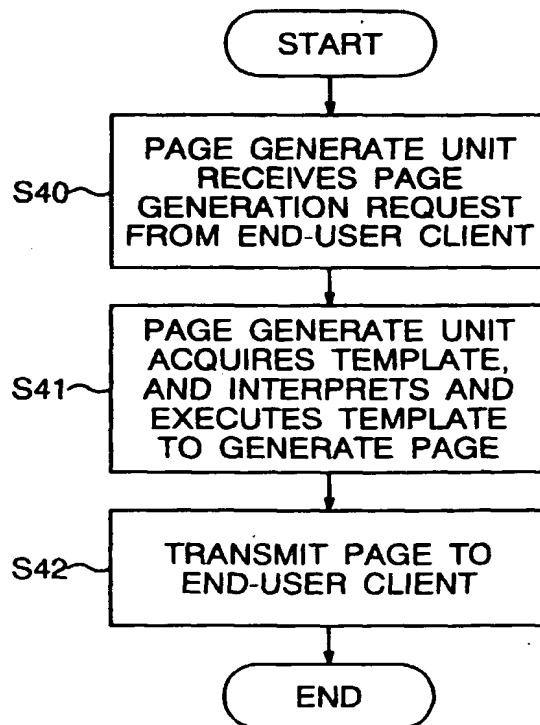 START
PAGE GENERATE UNIT
RECEIVES PAGE
GENERATION REQUEST
FROM END-USER CLIENT
S40
PAGE GENERATE UNIT
ACQUIRES TEMPLATE,
AND INTERPRETS AND
EXECUTES TEMPLATE
TO GENERATE PAGE
S41
TRANSMIT PAGE TO
END-USER CLIENT
S42
END